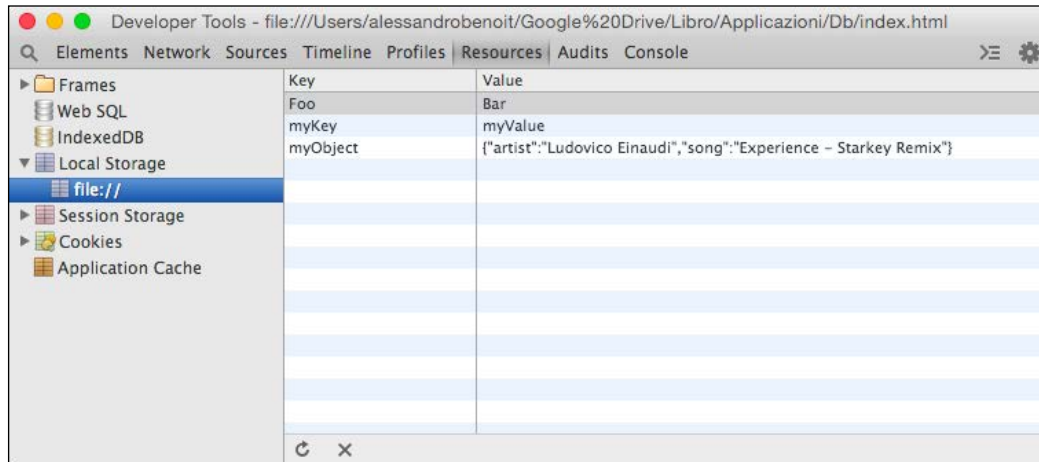 Developer Tools - file:///Users/alessandrobenoit/Google%20Drive/Libro/Applicazioni/Db/index.html
Elements Network Sources Timeline Profiles Resources Audits Console
Frames
Web SQL
IndexedDB
Local Storage
file://
Session Storage
Cookies
Application Cache
Key Value
Foo Bar
myKey myValue
myObject {"artist":"Ludovico Einaudi","song":"Experience – Starkey Remix"}